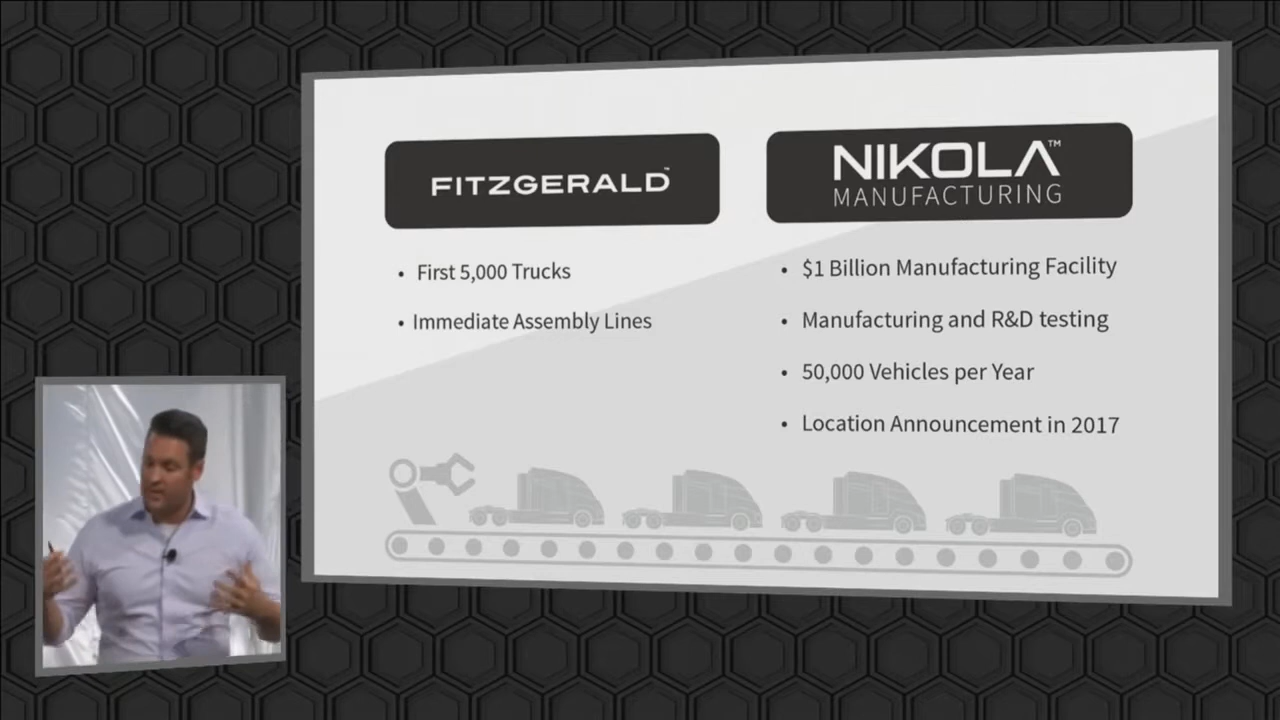 FITZGERALD™
• First 5,000 Trucks
• Immediate Assembly Lines
NIKOLA™
MANUFACTURING
• $1 Billion Manufacturing Facility
• Manufacturing and R&D testing
• 50,000 Vehicles per Year
• Location Announcement in 2017